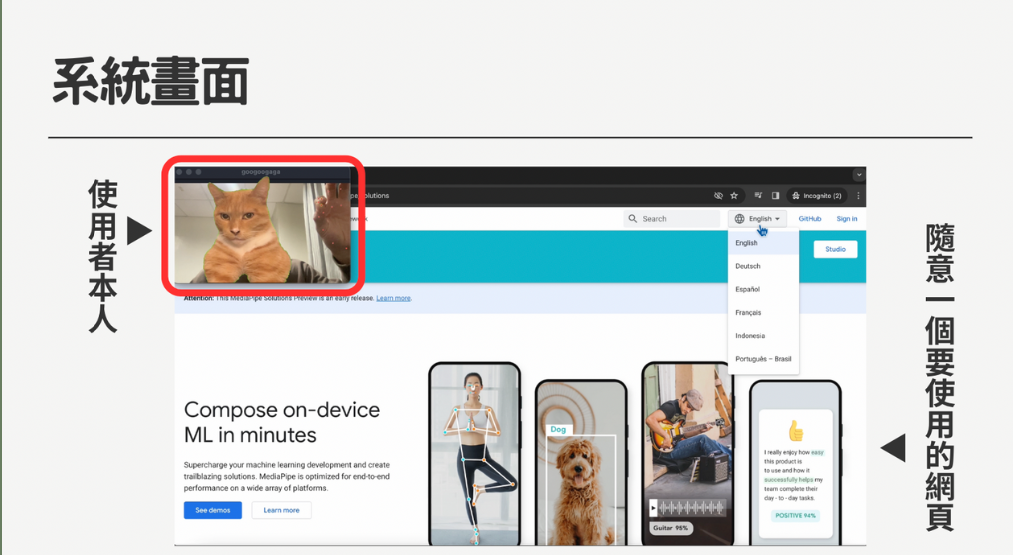 系統畫面
使用者本人
隨意一個要使用的網頁
googoogaga
pe solutions
Incognito (2)
Search
English
GitHub
Sign in
English
Deutsch
Español
Français
Indonesia
Português – Brasil
Studio
Attention: This MediaPipe Solutions Preview is an early release. Learn more.
Compose on-device
ML in minutes
Supercharge your machine learning development and create
trailblazing solutions. MediaPipe is optimized for end-to-end
performance on a wide array of platforms.
See demos
Learn more
Dog
Guitar 95%
I really enjoy how easy
this product is
to use and how it
successfully helps my
team complete their
day - to - day tasks.
POSITIVE 94%